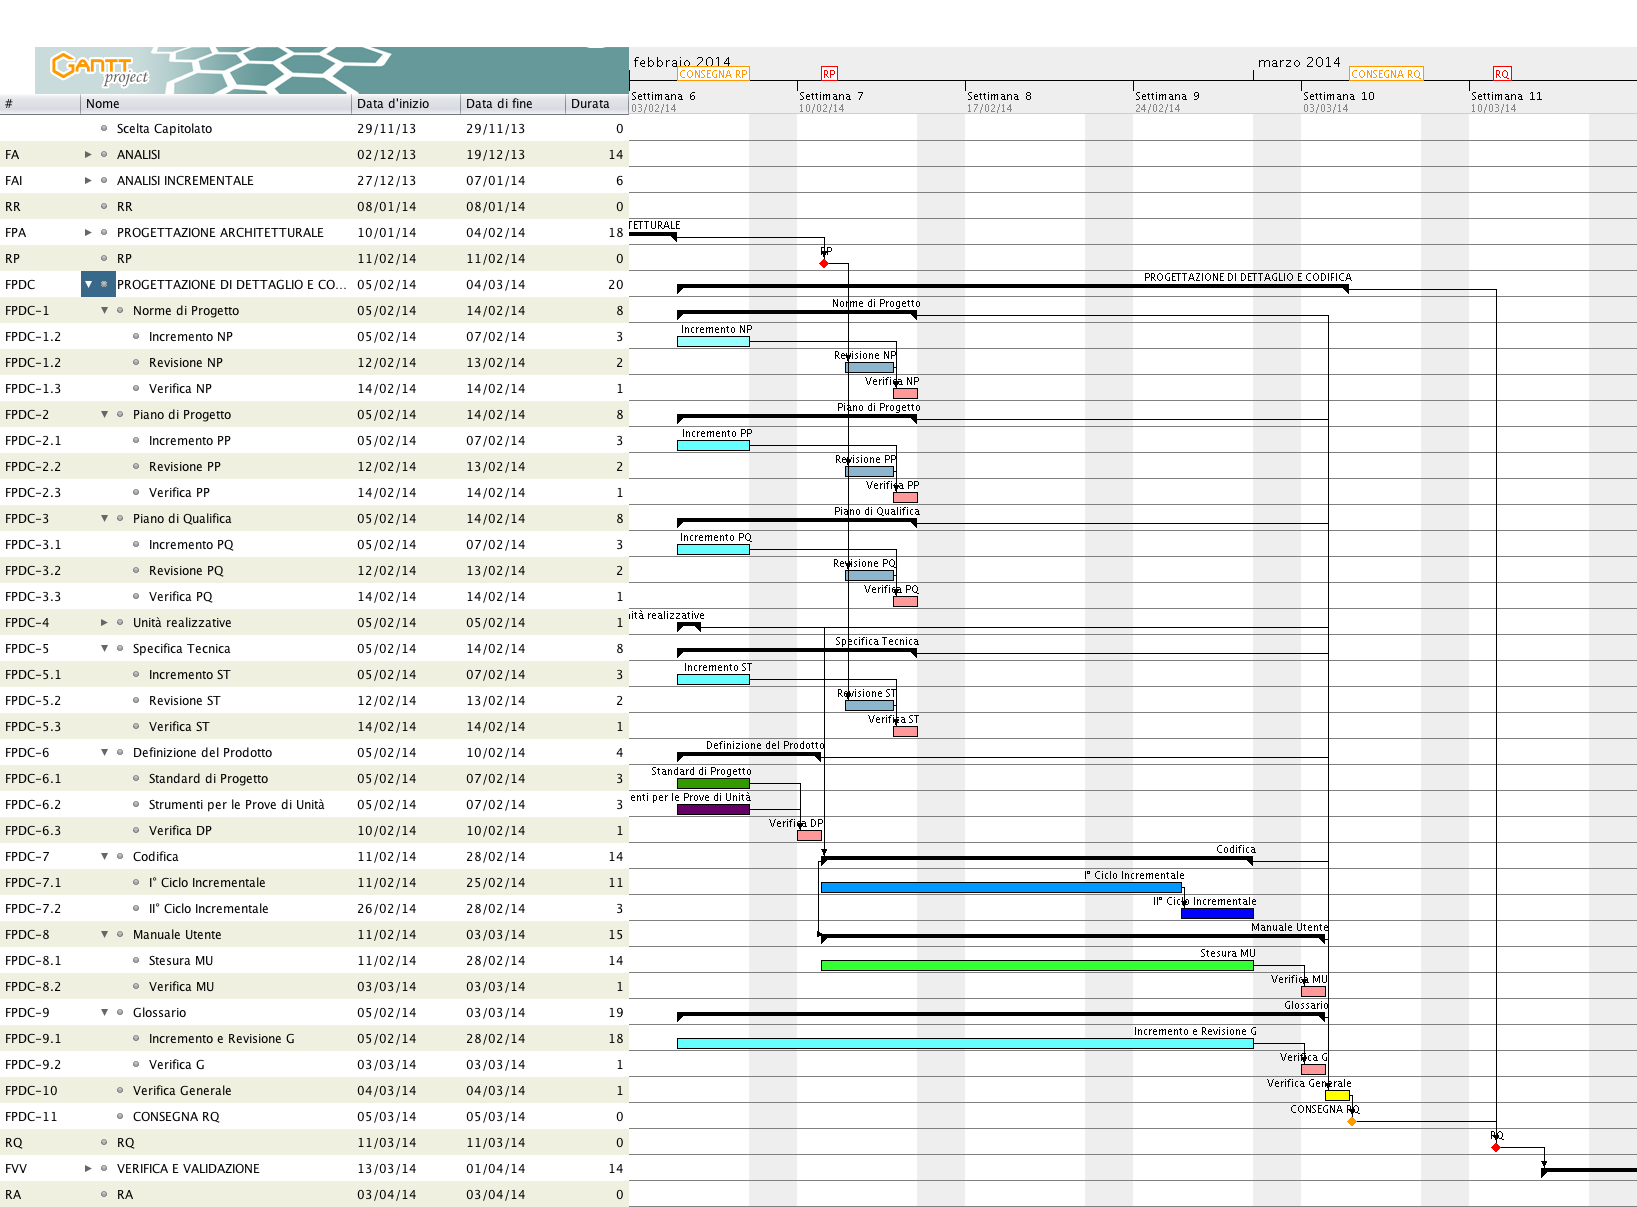 GANTT
project
febbraio 2014
marzo 2014
CONSEGNA RP
RP
CONSEGNA RQ
RQ
Settimana 6
Settimana 7
Settimana 8
Settimana 9
Settimana 10
Settimana 11
03/02/14
10/02/14
17/02/14
24/02/14
03/03/14
10/03/14
# Nome Data d'inizio Data di fine Durata
Scelta Capitolato 29/11/13 29/11/13 0
FA ANALISI 02/12/13 19/12/13 14
FAI ANALISI INCREMENTALE 27/12/13 07/01/14 6
RR RR 08/01/14 08/01/14 0
FPA PROGETTAZIONE ARCHITETTURALE 10/01/14 04/02/14 18 TETTURALE
RP RP 11/02/14 11/02/14 0 RP
FPDC PROGETTAZIONE DI DETTAGLIO E CO... 05/02/14 04/03/14 20 PROGETTAZIONE DI DETTAGLIO E CODIFICA
FPDC-1 Norme di Progetto 05/02/14 14/02/14 8 Norme di Progetto
FPDC-1.2 Incremento NP 05/02/14 07/02/14 3 Incremento NP
FPDC-1.2 Revisione NP 12/02/14 13/02/14 2 Revisione NP
FPDC-1.3 Verifica NP 14/02/14 14/02/14 1 Verifica NP
FPDC-2 Piano di Progetto 05/02/14 14/02/14 8 Piano di Progetto
FPDC-2.1 Incremento PP 05/02/14 07/02/14 3 Incremento PP
FPDC-2.2 Revisione PP 12/02/14 13/02/14 2 Revisione PP
FPDC-2.3 Verifica PP 14/02/14 14/02/14 1 Verifica PP
FPDC-3 Piano di Qualifica 05/02/14 14/02/14 8 Piano di Qualifica
FPDC-3.1 Incremento PQ 05/02/14 07/02/14 3 Incremento PQ
FPDC-3.2 Revisione PQ 12/02/14 13/02/14 2 Revisione PQ
FPDC-3.3 Verifica PQ 14/02/14 14/02/14 1 Verifica PQ
FPDC-4 Unità realizzative 05/02/14 05/02/14 1 nità realizzative
FPDC-5 Specifica Tecnica 05/02/14 14/02/14 8 Specifica Tecnica
FPDC-5.1 Incremento ST 05/02/14 07/02/14 3 Incremento ST
FPDC-5.2 Revisione ST 12/02/14 13/02/14 2 Revisione ST
FPDC-5.3 Verifica ST 14/02/14 14/02/14 1 Verifica ST
FPDC-6 Definizione del Prodotto 05/02/14 10/02/14 4 Definizione del Prodotto
FPDC-6.1 Standard di Progetto 05/02/14 07/02/14 3 Standard di Progetto
FPDC-6.2 Strumenti per le Prove di Unità 05/02/14 07/02/14 3 enti per le Prove di Unità
FPDC-6.3 Verifica DP 10/02/14 10/02/14 1 Verifica DP
FPDC-7 Codifica 11/02/14 28/02/14 14 Codifica
FPDC-7.1 I° Ciclo Incrementale 11/02/14 25/02/14 11 I° Ciclo Incrementale
FPDC-7.2 II° Ciclo Incrementale 26/02/14 28/02/14 3 II° Ciclo Incrementale
FPDC-8 Manuale Utente 11/02/14 03/03/14 15 Manuale Utente
FPDC-8.1 Stesura MU 11/02/14 28/02/14 14 Stesura MU
FPDC-8.2 Verifica MU 03/03/14 03/03/14 1 Verifica MU
FPDC-9 Glossario 05/02/14 03/03/14 19 Glossario
FPDC-9.1 Incremento e Revisione G 05/02/14 28/02/14 18 Incremento e Revisione G
FPDC-9.2 Verifica G 03/03/14 03/03/14 1 Verifica G
FPDC-10 Verifica Generale 04/03/14 04/03/14 1 Verifica Generale
FPDC-11 CONSEGNA RQ 05/03/14 05/03/14 0 CONSEGNA RQ
RQ RQ 11/03/14 11/03/14 0 RQ
FVV VERIFICA E VALIDAZIONE 13/03/14 01/04/14 14
RA RA 03/04/14 03/04/14 0